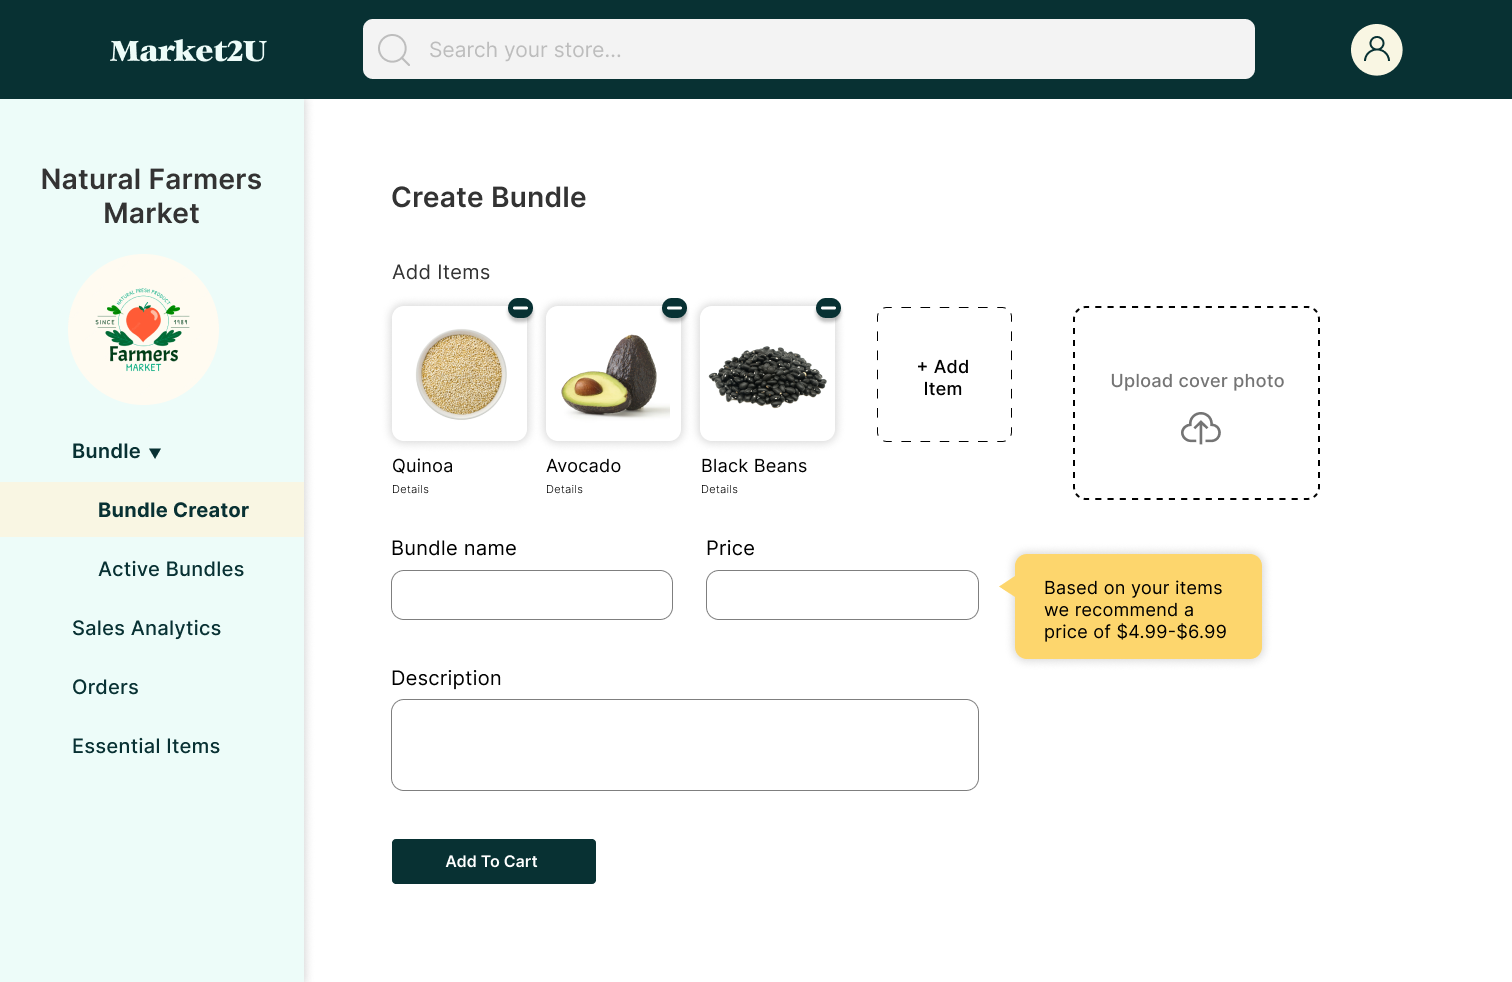 Market2U
Search your store...
Natural Farmers
Market
NATURAL FRESH PRODUCT
SINCE 1989
Farmers
MARKET
Bundle ▼
Bundle Creator
Active Bundles
Sales Analytics
Orders
Essential Items
Create Bundle
Add Items
+ Add
Item
Upload cover photo
Quinoa
Details
Avocado
Details
Black Beans
Details
Bundle name
Price
Based on your items
we recommend a
price of $4.99-$6.99
Description
Add To Cart